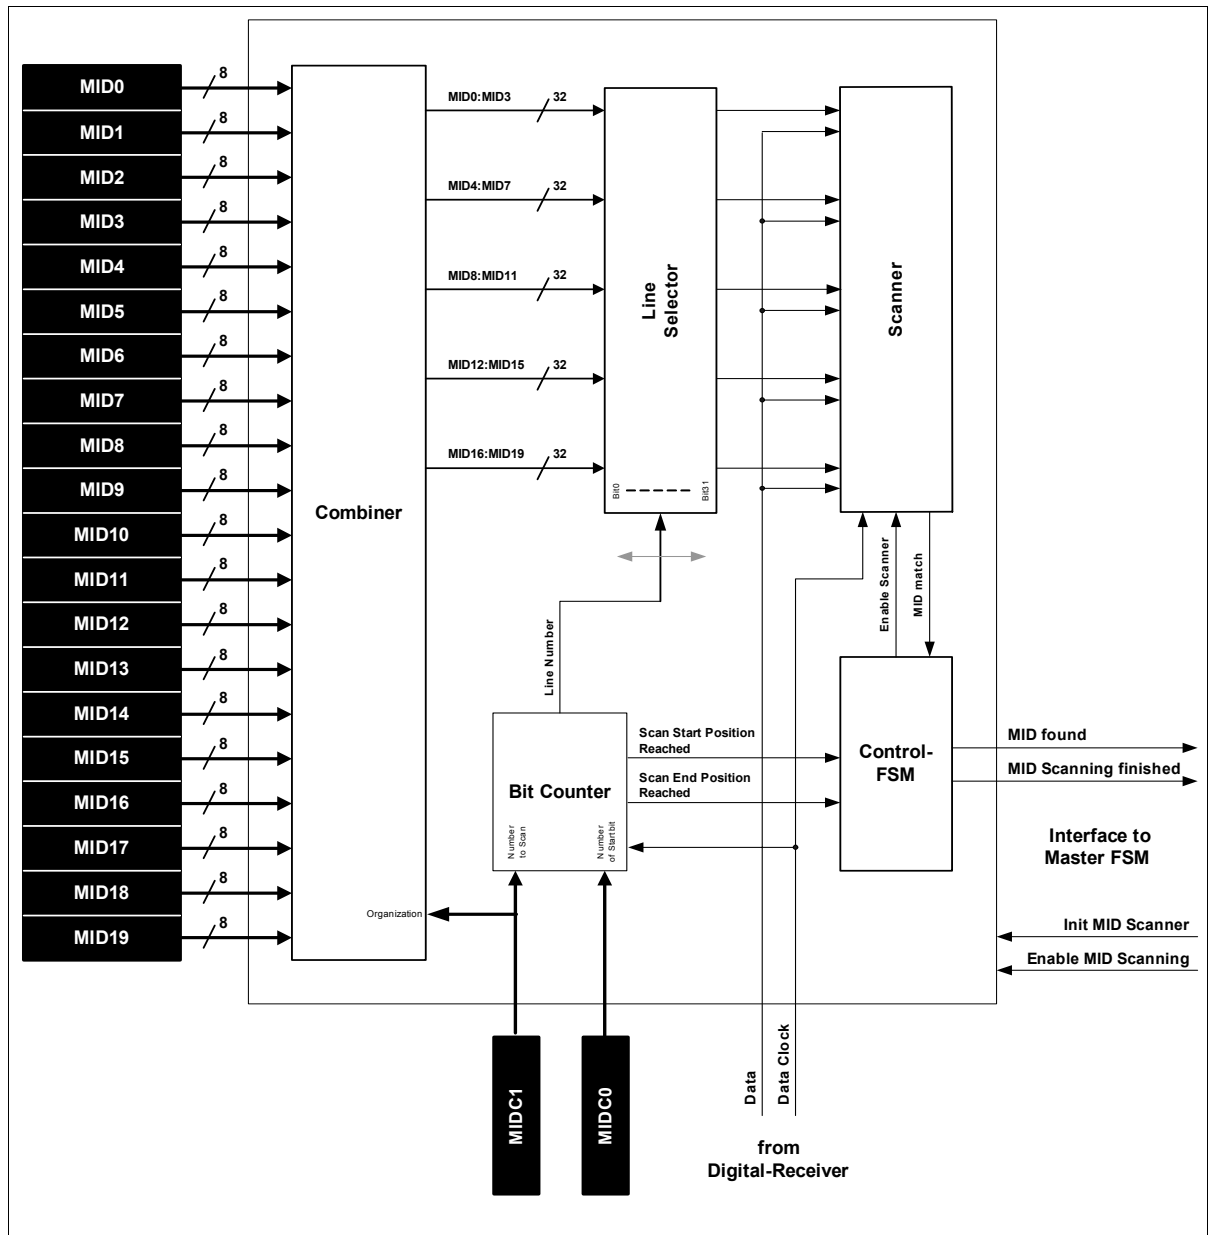 MID0
8
MID1
8
MID2
8
MID3
8
MID4
8
MID5
8
MID6
8
MID7
8
MID8
8
MID9
8
MID10
8
MID11
8
MID12
8
MID13
8
MID14
8
MID15
8
MID16
8
MID17
8
MID18
8
MID19
8
Combiner
Organization
MID0:MID3
32
MID4:MID7
32
MID8:MID11
32
MID12:MID15
32
MID16:MID19
32
Line
Selector
Bit0
Bit31
Scanner
Line Number
Enable Scanner
MID match
Bit Counter
Number
to Scan
Number
of Startbit
Scan Start Position
Reached
Scan End Position
Reached
Control-
FSM
MID found
MID Scanning finished
Interface to
Master FSM
Init MID Scanner
Enable MID Scanning
MIDC1
MIDC0
Data
Data Clock
from
Digital-Receiver